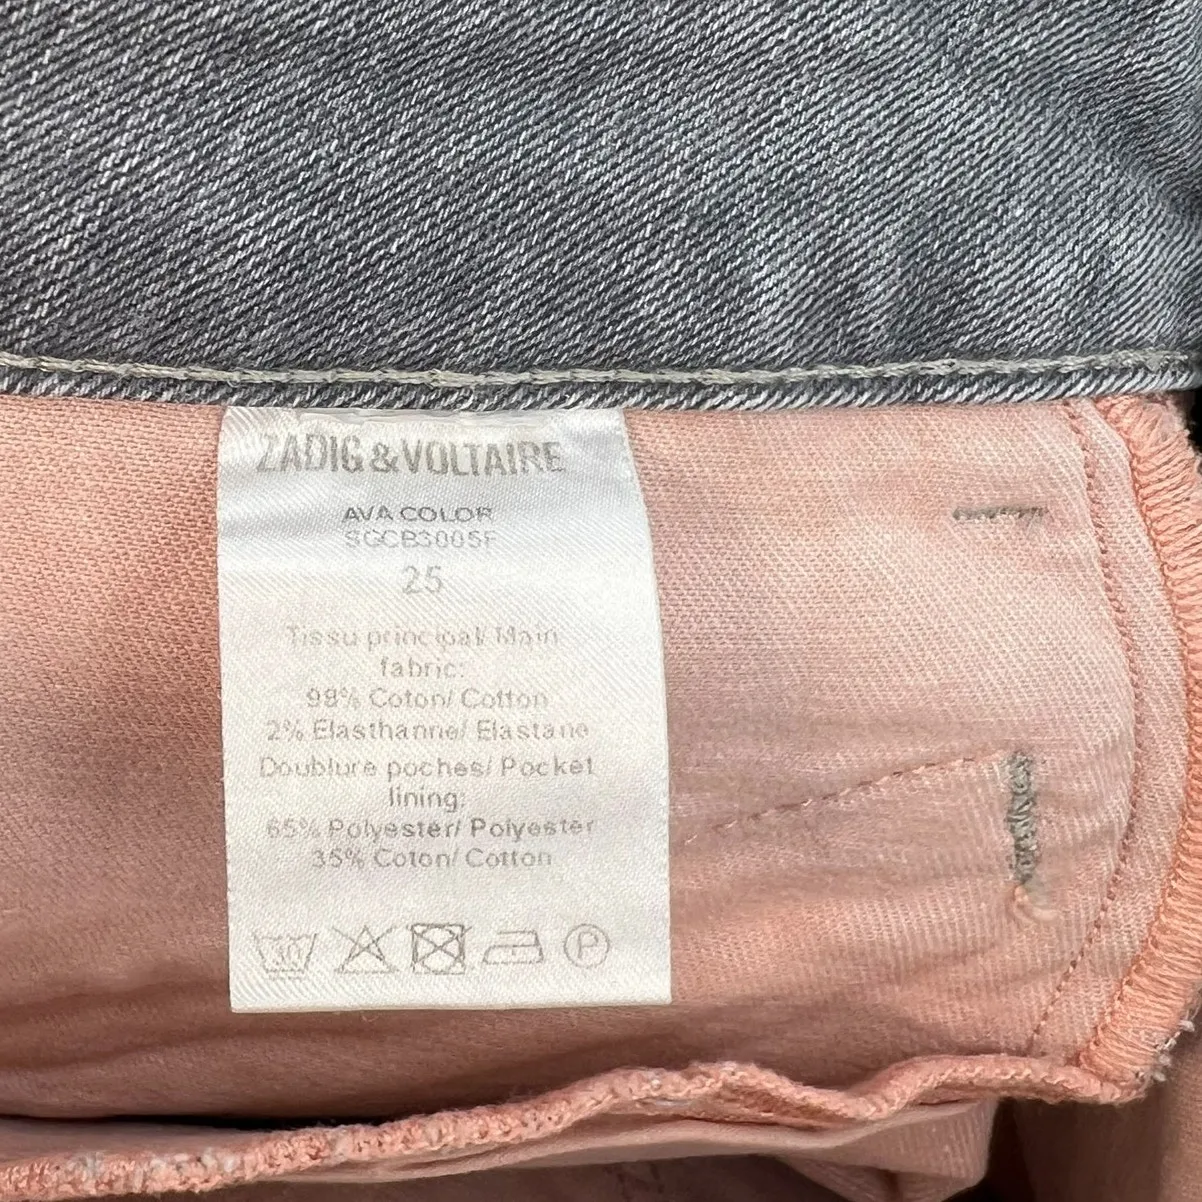 ZADIG & VOLTAIRE
AVA COLOR
SGCB3005F
25
Tissu principal/ Main
fabric:
98% Coton/ Cotton
2% Elasthanne/ Elastane
Doublure poches/ Pocket
lining:
65% Polyester/ Polyester
35% Coton/ Cotton
30
P